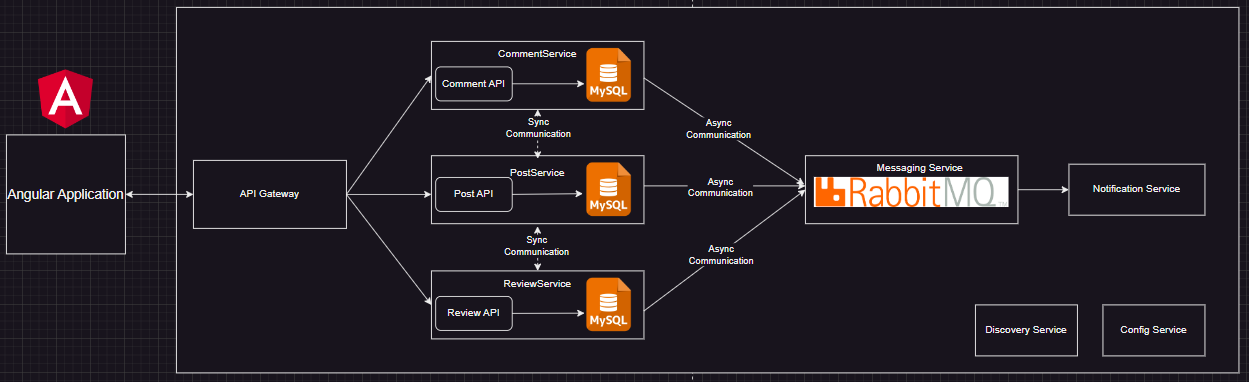 A
Angular Application
API Gateway
CommentService
Comment API
MySQL
Sync
Communication
PostService
Post API
MySQL
Sync
Communication
ReviewService
Review API
MySQL
Async
Communication
Async
Communication
Async
Communication
Messaging Service
RabbitMQ™
Notification Service
Discovery Service
Config Service